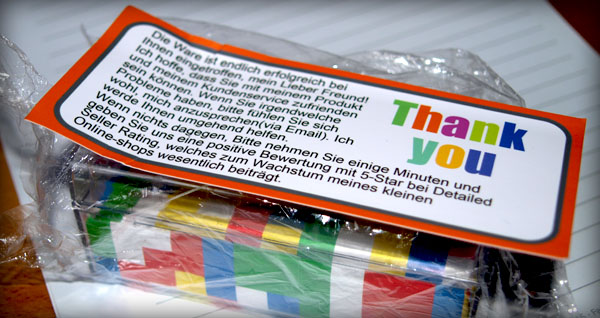 Die Ware ist endlich erfolgreich bei
Ihnen eingetroffen, mein Lieber Freund!
Ich hoffe, dass Sie mit meinem Produkt
und meinem Kundenservice zufrienden
sein können. Wenn Sie irgendwelche
Probleme haben, bitte fühlen Sie sich
wohl, mich anzusprechen(via Email). Ich
werde Ihnen umgehend helfen.
Wenn nichts dagegen, Bitte nehmen Sie einige Minuten und
geben Sie uns eine positive Bewertung mit 5-Star bei Detailed
Seller Rating, welches zum Wachstum meines kleinen
Online-shops wesentlich beiträgt.
Thank
you